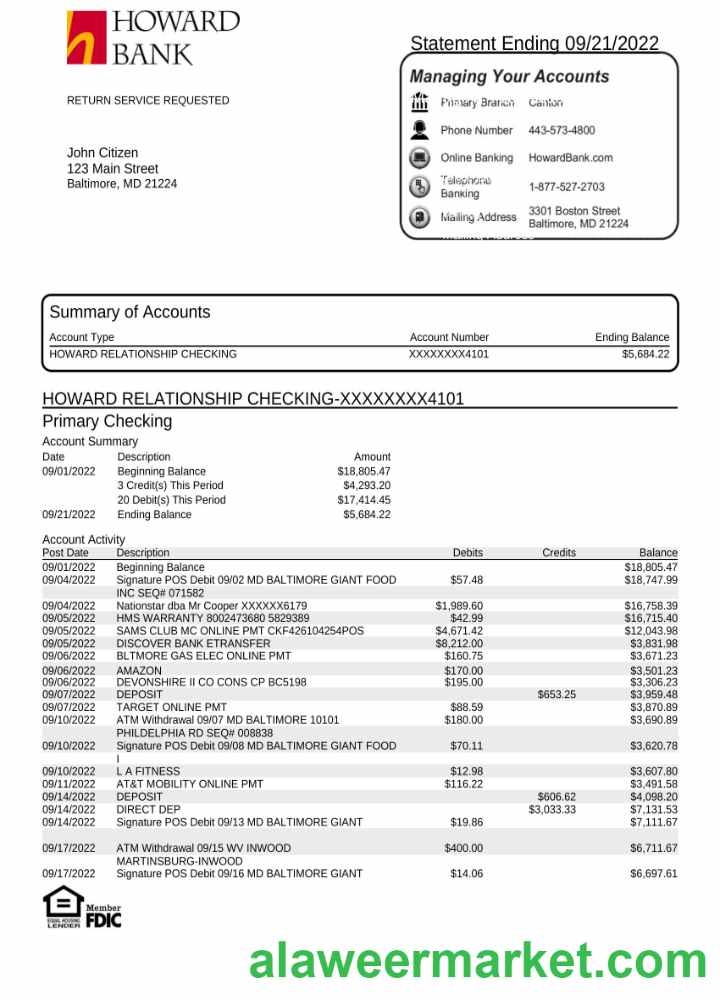 HOWARD
BANK
Statement Ending 09/21/2022
Managing Your Accounts
Primary Branch Canton
Phone Number 443-573-4800
Online Banking HowardBank.com
Telephone Banking 1-877-527-2703
Mailing Address 3301 Boston Street
Baltimore, MD 21224
RETURN SERVICE REQUESTED
John Citizen
123 Main Street
Baltimore, MD 21224
Summary of Accounts
Account Type Account Number Ending Balance
HOWARD RELATIONSHIP CHECKING XXXXXXXX4101 $5,684.22
HOWARD RELATIONSHIP CHECKING-XXXXXXXX4101
Primary Checking
Account Summary
Date Description Amount
09/01/2022 Beginning Balance $18,805.47
3 Credit(s) This Period $4,293.20
20 Debit(s) This Period $17,414.45
09/21/2022 Ending Balance $5,684.22
Account Activity
Post Date Description Debits Credits Balance
09/01/2022 Beginning Balance $18,805.47
09/04/2022 Signature POS Debit 09/02 MD BALTIMORE GIANT FOOD $57.48 $18,747.99
INC SEQ# 071582
09/04/2022 Nationstar dba Mr Cooper XXXXXX6179 $1,989.60 $16,758.39
09/05/2022 HMS WARRANTY 8002473680 5829389 $42.99 $16,715.40
09/05/2022 SAMS CLUB MC ONLINE PMT CKF426104254POS $4,671.42 $12,043.98
09/05/2022 DISCOVER BANK ETRANSFER $8,212.00 $3,831.98
09/06/2022 BLTMORE GAS ELEC ONLINE PMT $160.75 $3,671.23
09/06/2022 AMAZON $170.00 $3,501.23
09/06/2022 DEVONSHIRE II CO CONS CP BC5198 $195.00 $3,306.23
09/07/2022 DEPOSIT $653.25 $3,959.48
09/07/2022 TARGET ONLINE PMT $88.59 $3,870.89
09/10/2022 ATM Withdrawal 09/07 MD BALTIMORE 10101 $180.00 $3,690.89
PHILDELPHIA RD SEQ# 008838
09/10/2022 Signature POS Debit 09/08 MD BALTIMORE GIANT FOOD $70.11 $3,620.78
I
09/10/2022 L A FITNESS $12.98 $3,607.80
09/11/2022 AT&T MOBILITY ONLINE PMT $116.22 $3,491.58
09/14/2022 DEPOSIT $606.62 $4,098.20
09/14/2022 DIRECT DEP $3,033.33 $7,131.53
09/14/2022 Signature POS Debit 09/13 MD BALTIMORE GIANT $19.86 $7,111.67
09/17/2022 ATM Withdrawal 09/15 WV INWOOD $400.00 $6,711.67
MARTINSBURG-INWOOD
09/17/2022 Signature POS Debit 09/16 MD BALTIMORE GIANT $14.06 $6,697.61
EQUAL HOUSING
LENDER
Member
FDIC
alaweermarket.com